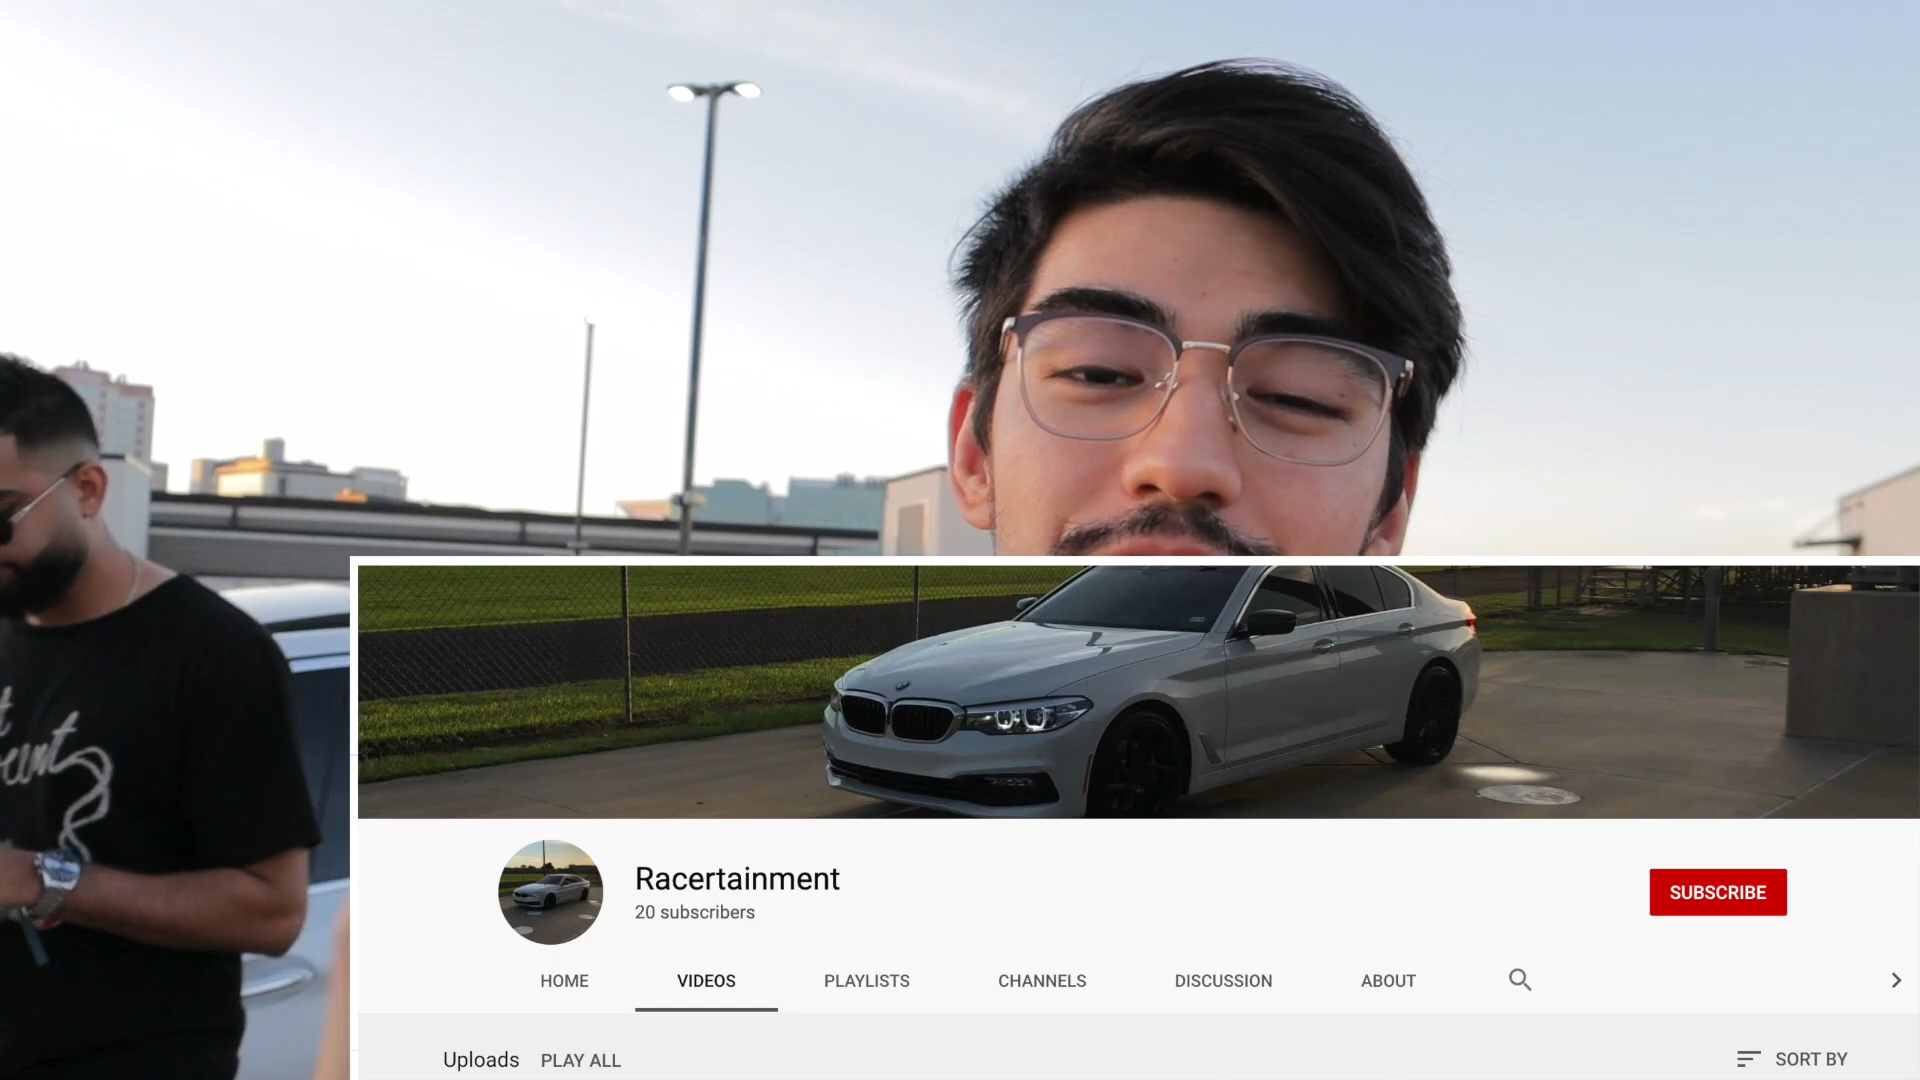 Racertainment
20 subscribers
SUBSCRIBE
HOME VIDEOS PLAYLISTS CHANNELS DISCUSSION ABOUT
Uploads PLAY ALL SORT BY